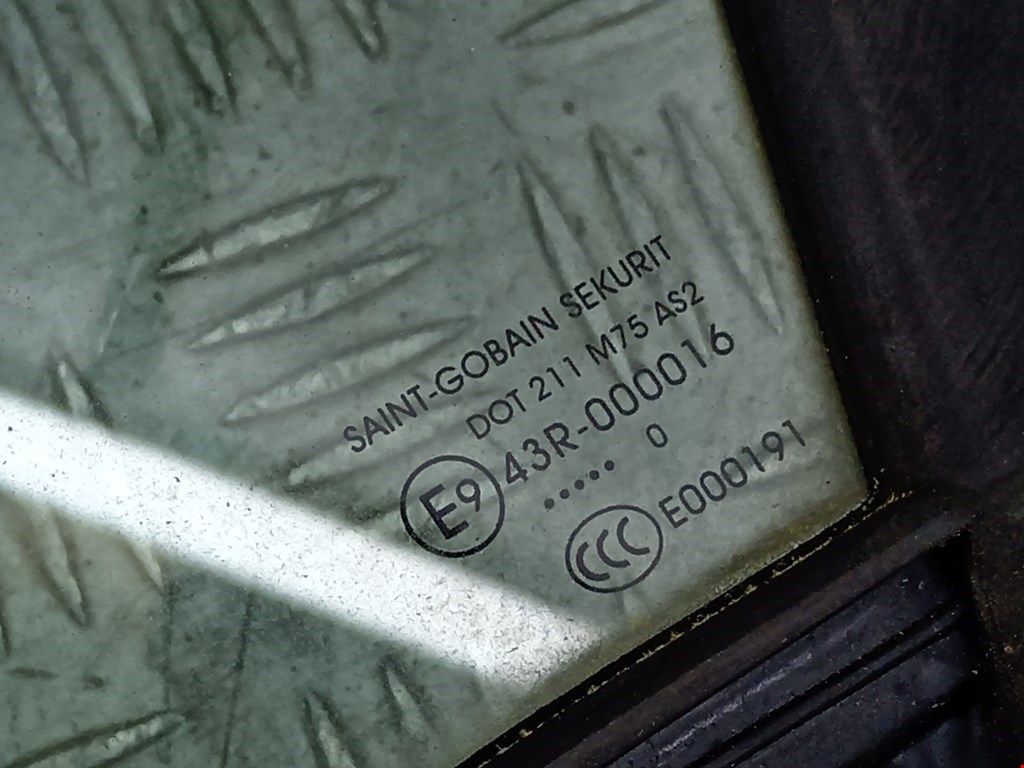 SAINT-GOBAIN SEKURIT
DOT 211 M75 AS2
E9 43R-000016
..... 0
CCC E000191